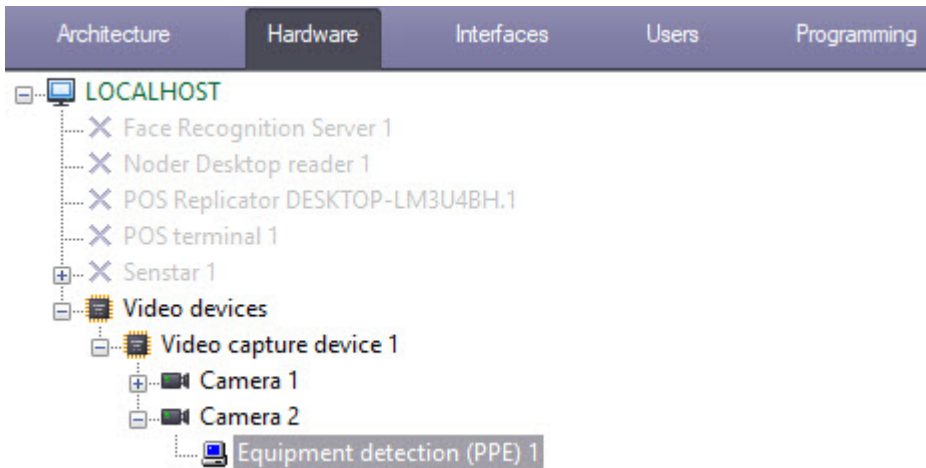 Architecture Hardware Interfaces Users Programming
LOCALHOST
Face Recognition Server 1
Noder Desktop reader 1
POS Replicator DESKTOP-LM3U4BH.1
POS terminal 1
Senstar 1
Video devices
Video capture device 1
Camera 1
Camera 2
Equipment detection (PPE) 1